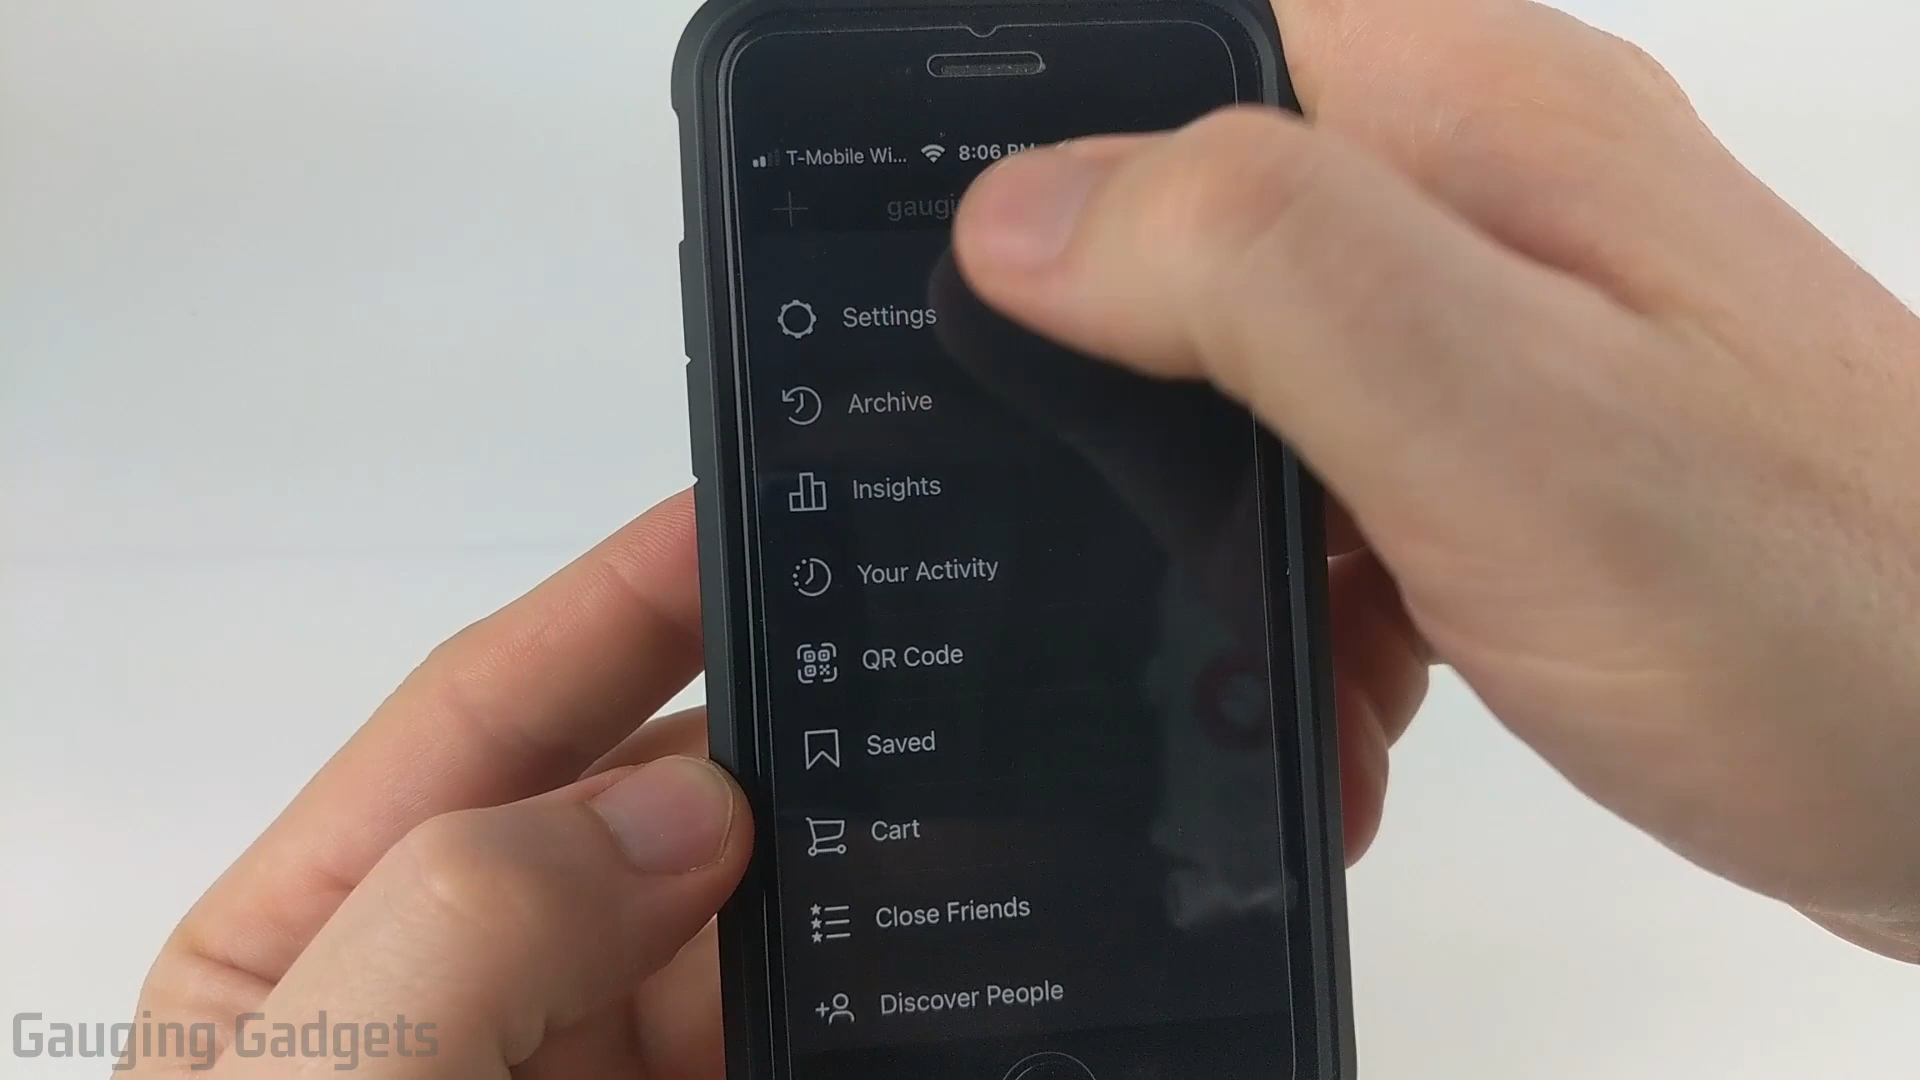 T-Mobile Wi... 8:06 PM
Settings
Archive
Insights
Your Activity
QR Code
Saved
Cart
Close Friends
Discover People
Gauging Gadgets